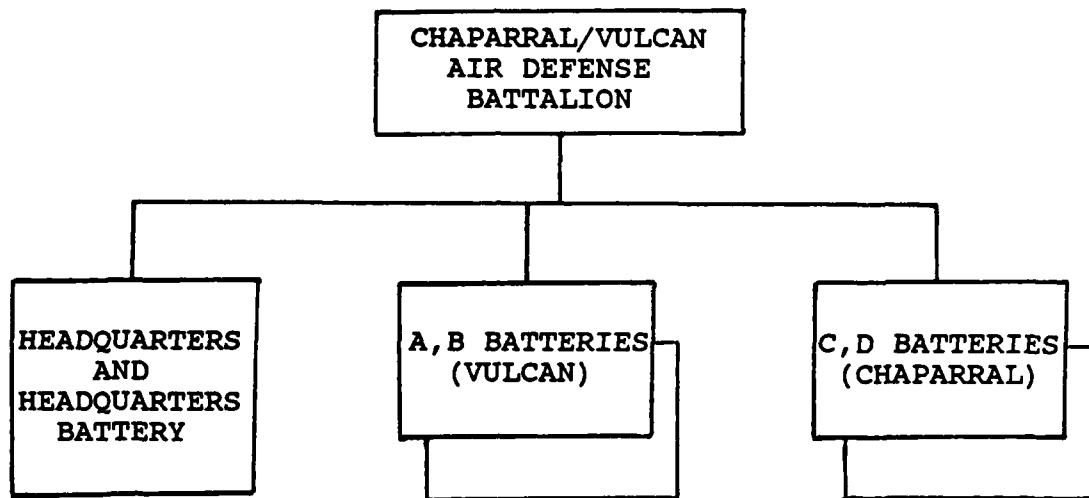 CHAPARRAL/VULCAN
AIR DEFENSE
BATTALION
HEADQUARTERS
AND
HEADQUARTERS
BATTERY
A,B BATTERIES
(VULCAN)
C,D BATTERIES
(CHAPARRAL)